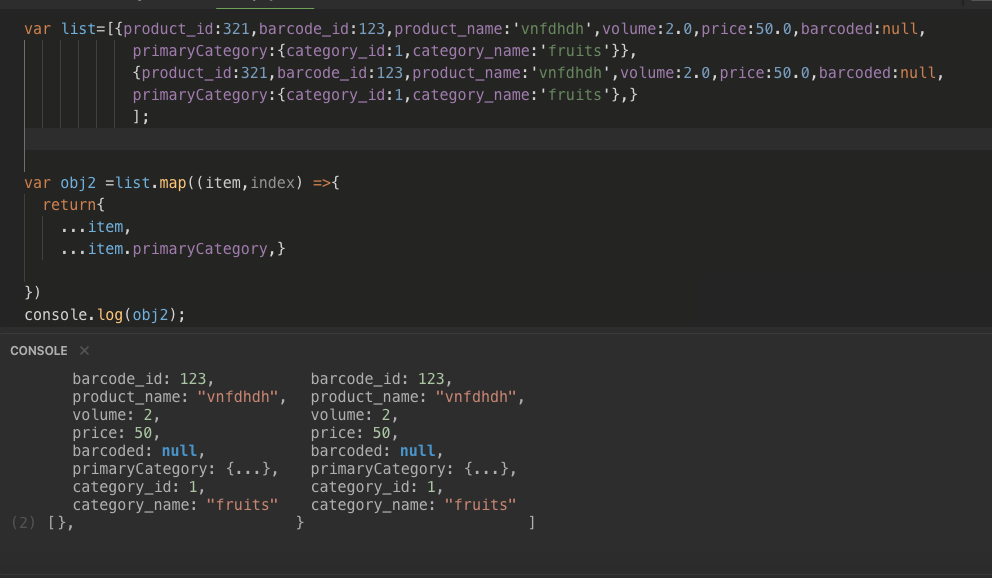 var list=[{product_id:321,barcode_id:123,product_name:'vnfdhdh',volume:2.0,price:50.0,barcoded:null,
primaryCategory:{category_id:1,category_name:'fruits'}},
{product_id:321,barcode_id:123,product_name:'vnfdhdh',volume:2.0,price:50.0,barcoded:null,
primaryCategory:{category_id:1,category_name:'fruits'},}
];
var obj2 =list.map((item,index) =>{
return{
...item,
...item.primaryCategory,}
})
console.log(obj2);
CONSOLE ×
barcode_id: 123, barcode_id: 123,
product_name: "vnfdhdh", product_name: "vnfdhdh",
volume: 2, volume: 2,
price: 50, price: 50,
barcoded: null, barcoded: null,
primaryCategory: {...}, primaryCategory: {...},
category_id: 1, category_id: 1,
category_name: "fruits" category_name: "fruits"
(2) [}, } ]